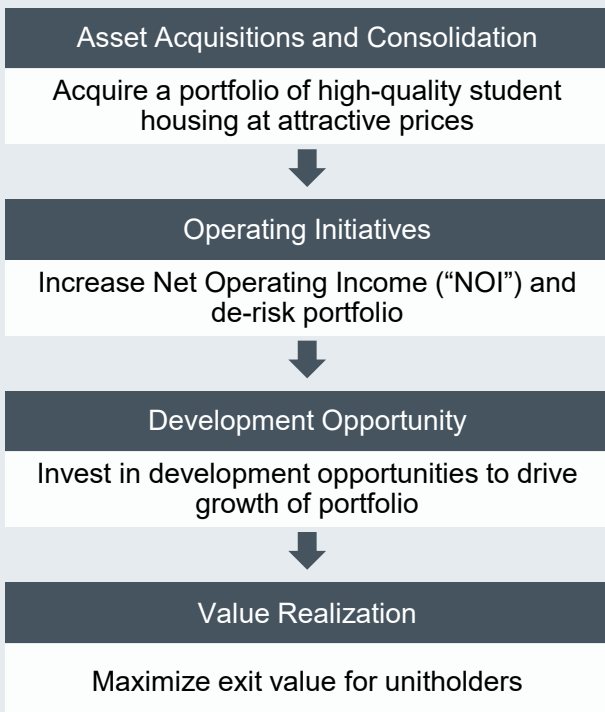 Asset Acquisitions and Consolidation
Acquire a portfolio of high-quality student
housing at attractive prices
Operating Initiatives
Increase Net Operating Income (“NOI”) and
de-risk portfolio
Development Opportunity
Invest in development opportunities to drive
growth of portfolio
Value Realization
Maximize exit value for unitholders